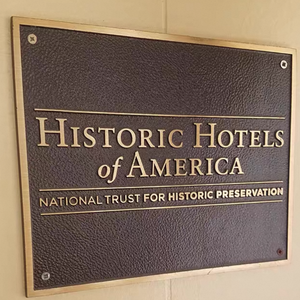 HISTORIC HOTELS
of AMERICA
NATIONAL TRUST FOR HISTORIC PRESERVATION